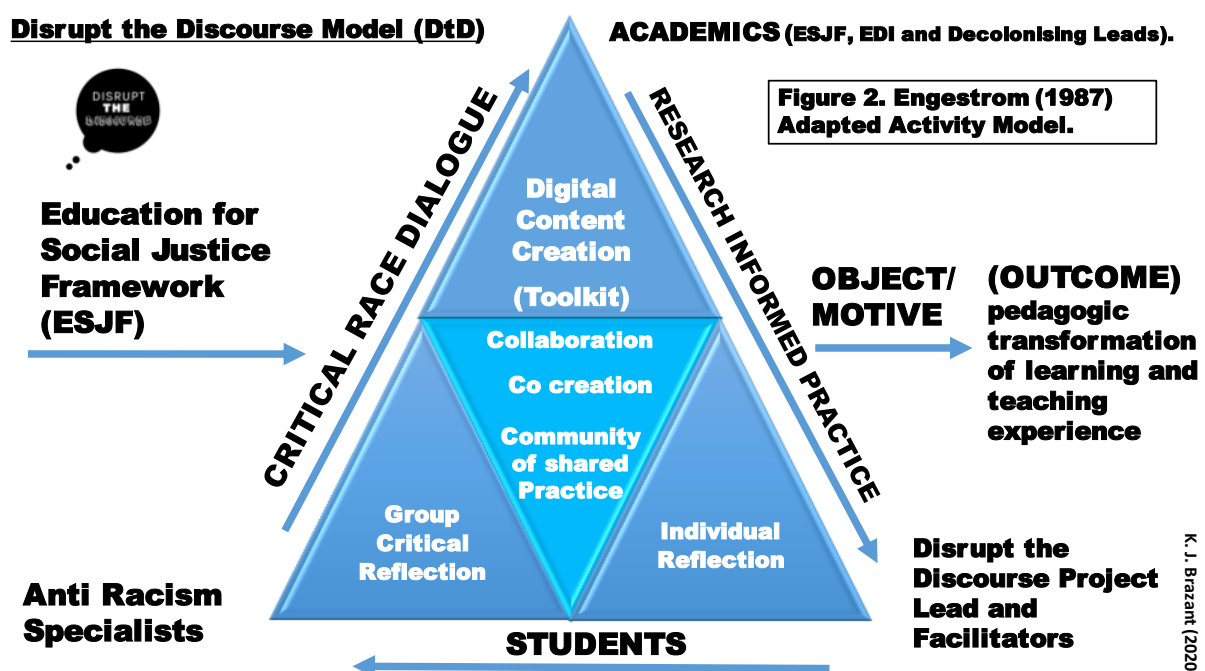 Disrupt the Discourse Model (DtD)
ACADEMICS (ESJF, EDI and Decolonising Leads).
DISRUPT
THE
DISCOURSE
Figure 2. Engestrom (1987)
Adapted Activity Model.
Education for
Social Justice
Framework
(ESJF)
CRITICAL RACE DIALOGUE
RESEARCH INFORMED PRACTICE
Digital
Content
Creation
(Toolkit)
Collaboration
Co creation
Community
of shared
Practice
Group
Critical
Reflection
Individual
Reflection
OBJECT/
MOTIVE
(OUTCOME)
pedagogic
transformation
of learning and
teaching
experience
Anti Racism
Specialists
STUDENTS
Disrupt the
Discourse Project
Lead and
Facilitators
K. J. Brazant (2020